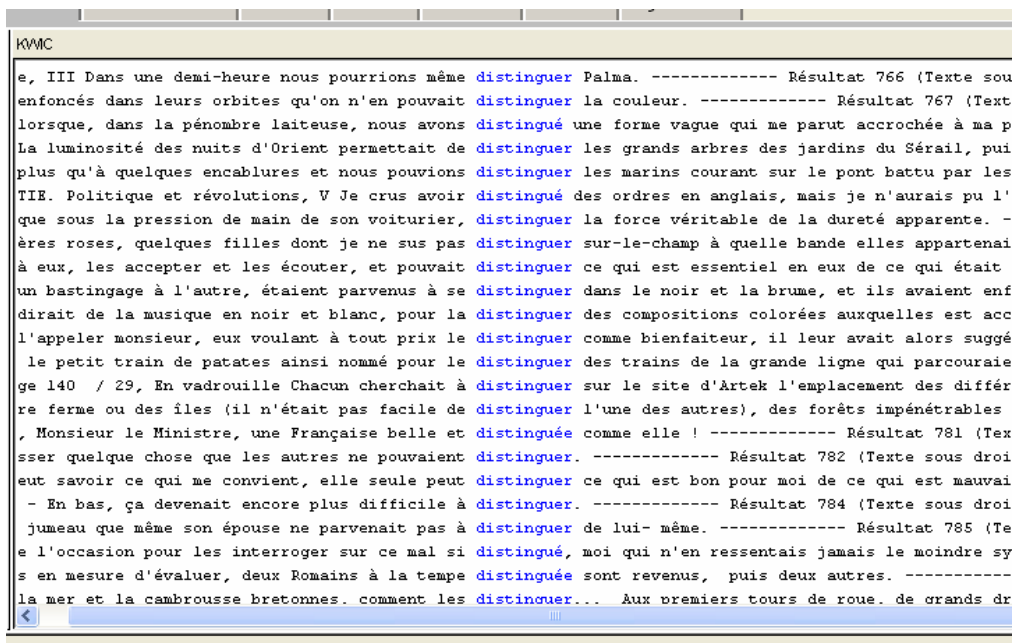 KWIC
e, III Dans une demi-heure nous pourrions même distinguer Palma. ------------- Résultat 766 (Texte sou
enfoncés dans leurs orbites qu'on n'en pouvait distinguer la couleur. ------------- Résultat 767 (Text
lorsque, dans la pénombre laiteuse, nous avons distingué une forme vague qui me parut accrochée à ma p
La luminosité des nuits d'Orient permettait de distinguer les grands arbres des jardins du Sérail, pui
plus qu'à quelques encablures et nous pouvions distinguer les marins courant sur le pont battu par les
TIE. Politique et révolutions, V Je crus avoir distingué des ordres en anglais, mais je n'aurais pu l'
que sous la pression de main de son voiturier, distinguer la force véritable de la dureté apparente. -
ères roses, quelques filles dont je ne sus pas distinguer sur-le-champ à quelle bande elles appartenai
à eux, les accepter et les écouter, et pouvait distinguer ce qui est essentiel en eux de ce qui était
un bastingage à l'autre, étaient parvenus à se distinguer dans le noir et la brume, et ils avaient enf
dirait de la musique en noir et blanc, pour la distinguer des compositions colorées auxquelles est acc
l'appeler monsieur, eux voulant à tout prix le distinguer comme bienfaiteur, il leur avait alors suggé
le petit train de patates ainsi nommé pour le distinguer des trains de la grande ligne qui parcouraie
ge 140 / 29, En vadrouille Chacun cherchait à distinguer sur le site d'Artek l'emplacement des différ
re ferme ou des îles (il n'était pas facile de distinguer l'une des autres), des forêts impénétrables
, Monsieur le Ministre, une Française belle et distinguée comme elle ! ------------- Résultat 781 (Tex
sser quelque chose que les autres ne pouvaient distinguer. ------------- Résultat 782 (Texte sous droi
eut savoir ce qui me convient, elle seule peut distinguer ce qui est bon pour moi de ce qui est mauvai
- En bas, ça devenait encore plus difficile à distinguer. ------------- Résultat 784 (Texte sous droi
jumeau que même son épouse ne parvenait pas à distinguer de lui- même. ------------- Résultat 785 (Te
e l'occasion pour les interroger sur ce mal si distingué, moi qui n'en ressentais jamais le moindre sy
s en mesure d'évaluer, deux Romains à la tempe distinguée sont revenus, puis deux autres. -----------
la mer et la cambrousse bretonnes, comment les distinguer... Aux premiers tours de roue, de grands dr